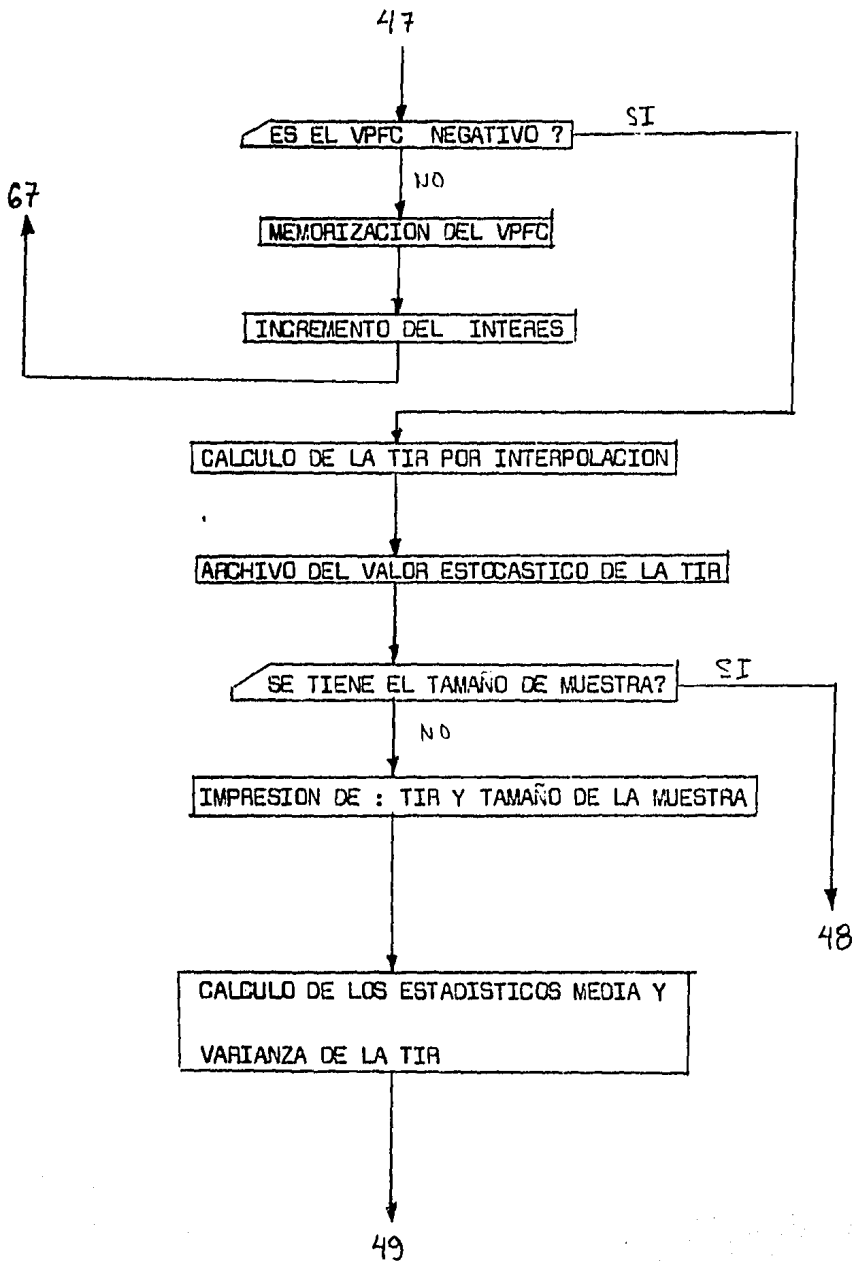 47
ES EL VPFC NEGATIVO ?
SI
NO
67
MEMORIZACION DEL VPFC
INCREMENTO DEL INTERES
CALCULO DE LA TIR POR INTERPOLACION
ARCHIVO DEL VALOR ESTOCASTICO DE LA TIR
SE TIENE EL TAMAÑO DE MUESTRA?
SI
NO
IMPRESION DE : TIR Y TAMAÑO DE LA MUESTRA
48
CALCULO DE LOS ESTADISTICOS MEDIA Y
VARIANZA DE LA TIR
49